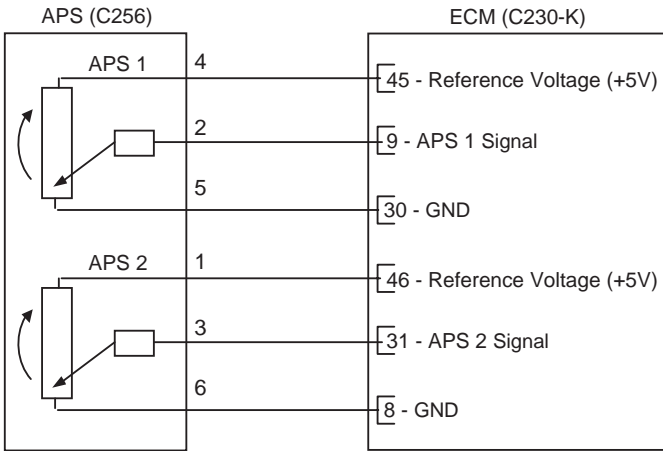 APS (C256)
ECM (C230-K)
APS 1
4
45 - Reference Voltage (+5V)
2
9 - APS 1 Signal
5
30 - GND
APS 2
1
46 - Reference Voltage (+5V)
3
31 - APS 2 Signal
6
8 - GND